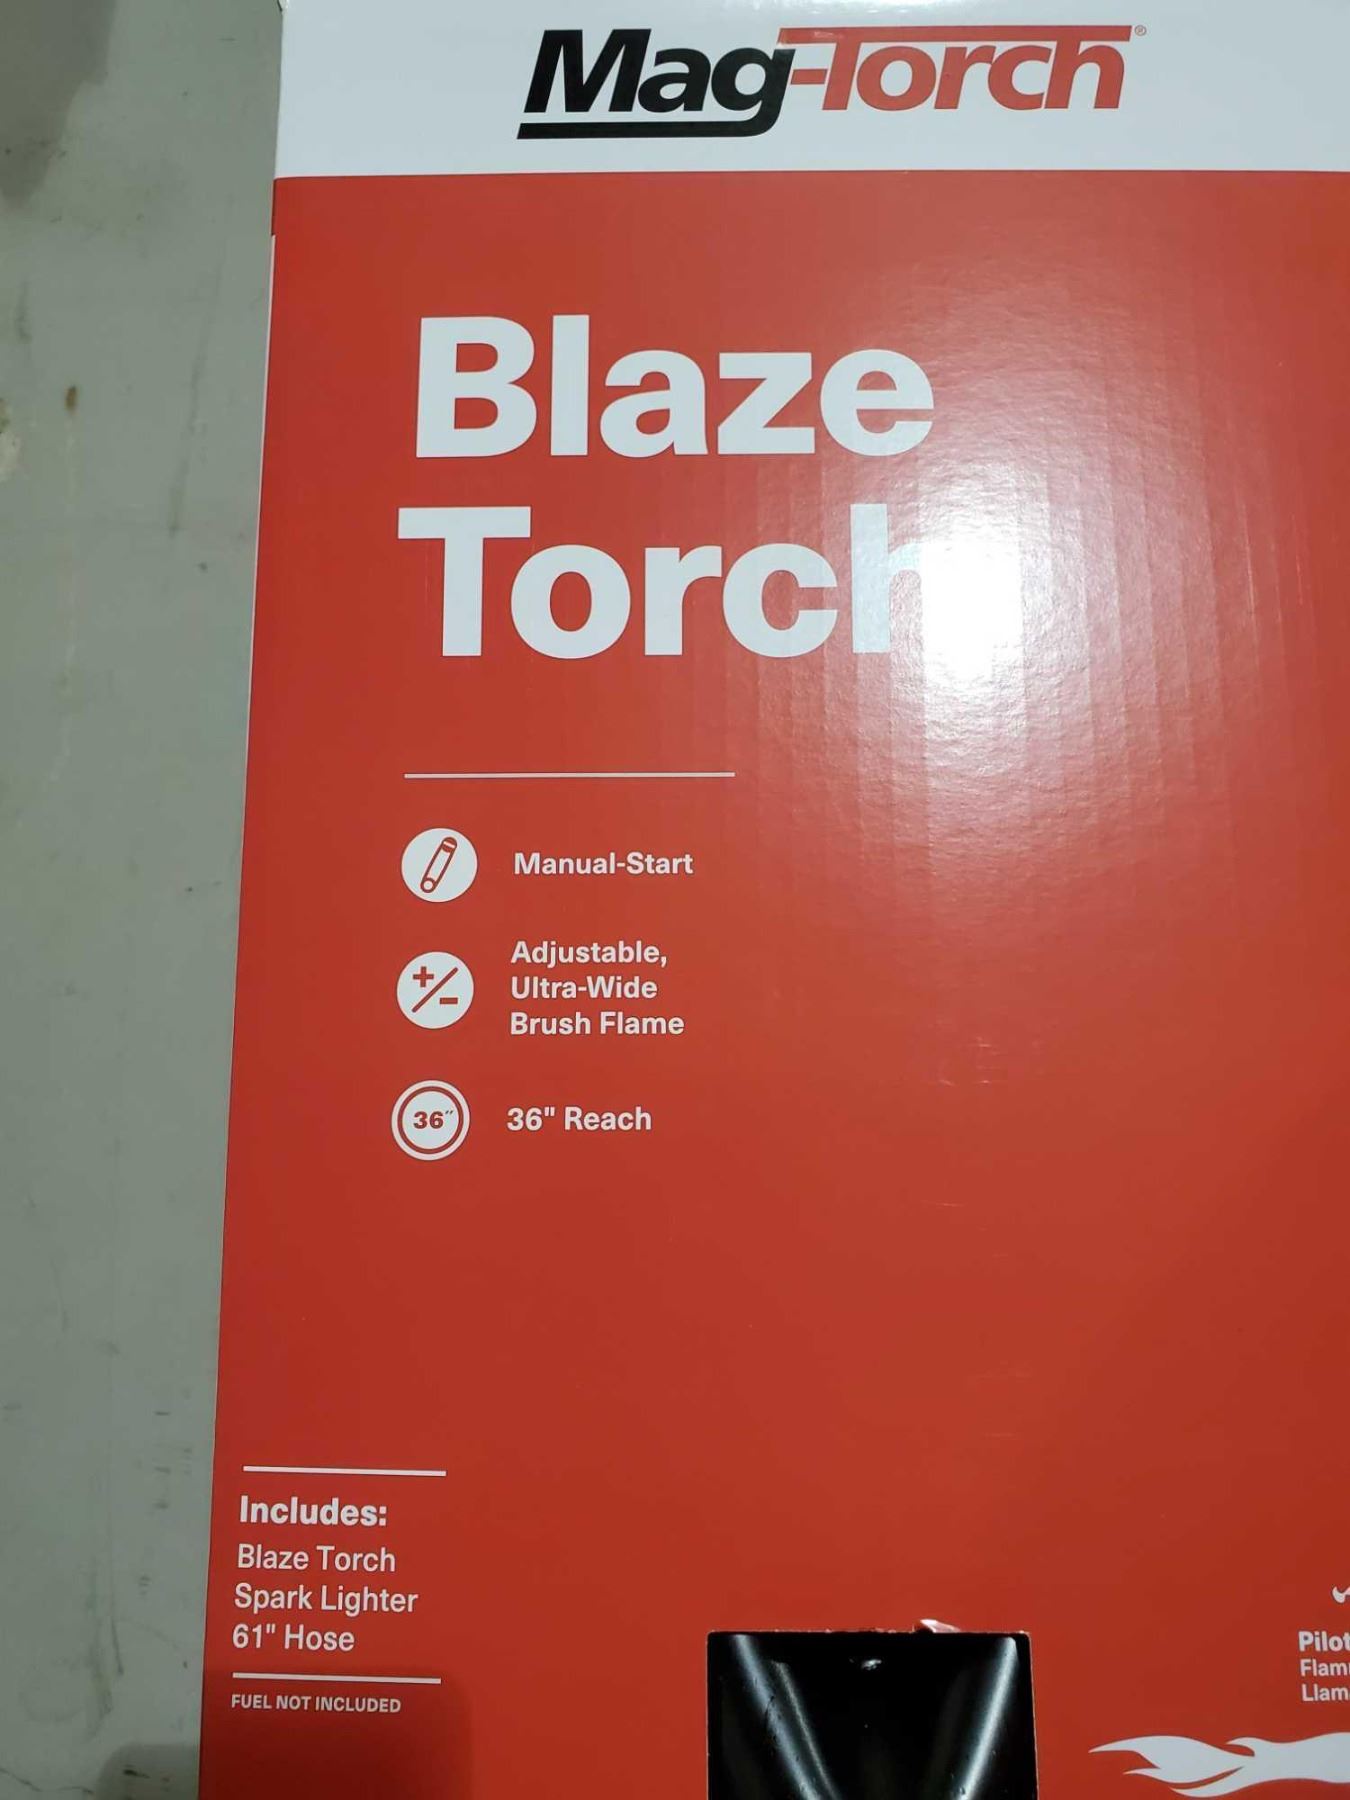 Mag-Torch®
Blaze
Torch
Manual-Start
Adjustable,
Ultra-Wide
Brush Flame
36"
36" Reach
Includes:
Blaze Torch
Spark Lighter
61" Hose
FUEL NOT INCLUDED